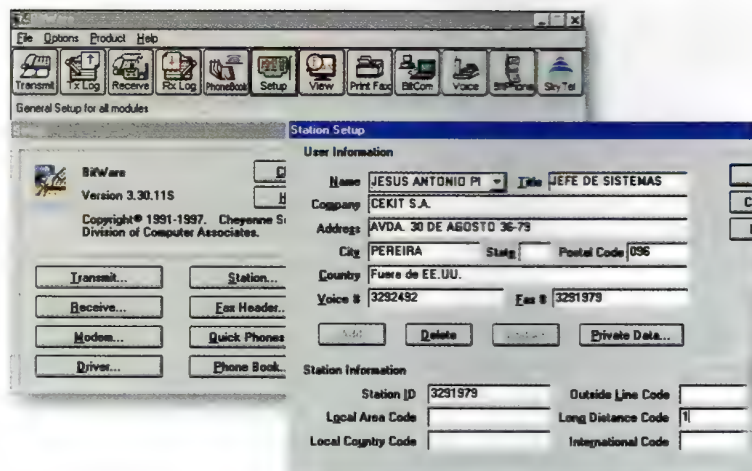 BitWare
File Options Product Help
Transmit Tx Log Receive Rx Log PhoneBook Setup View Print Fax BitCom Voice BitPhone SkyTel
General Setup for all modules
Station Setup
User Information
BitWare
Version 3.30.11S
Copyright® 1991-1997. Cheyenne
Division of Computer Associates.
Name JESUS ANTONIO PI Title JEFE DE SISTEMAS
Company CEKIT S.A.
Address AVDA. 30 DE AGOSTO 36-79
City PEREIRA State Postal Code 096
Country Fuera de EE.UU.
Voice # 3292492 Fax # 3291979
Transmit... Station...
Receive... Fax Header..
Modem... Quick Phones
Driver... Phone Book..
Add Delete Private Data...
Station Information
Station ID 3291979 Outside Line Code
Local Area Code Long Distance Code 1
Local Country Code International Code